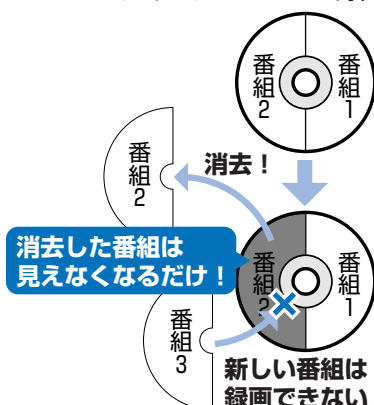 番組2
番組1
番組2
消去！
消去した番組は
見えなくなるだけ！
番組2
番組1
番組3
新しい番組は
録画できない